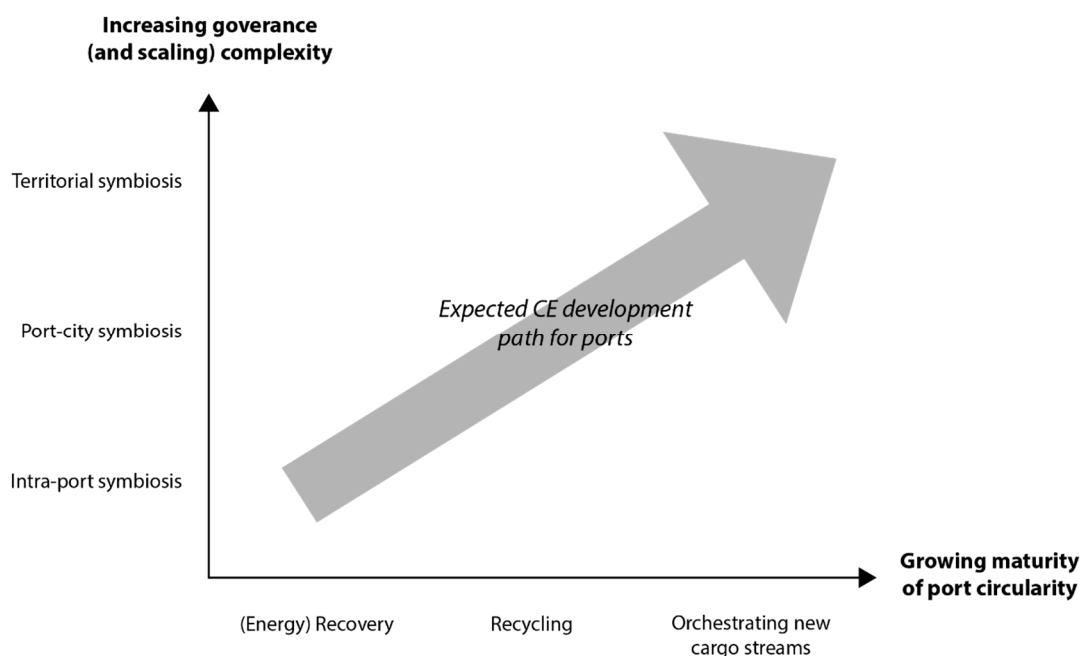 Increasing goverance
(and scaling) complexity
Territorial symbiosis
Expected CE development
path for ports
Port-city symbiosis
Intra-port symbiosis
Growing maturity
of port circularity
(Energy) Recovery
Recycling
Orchestrating new
cargo streams